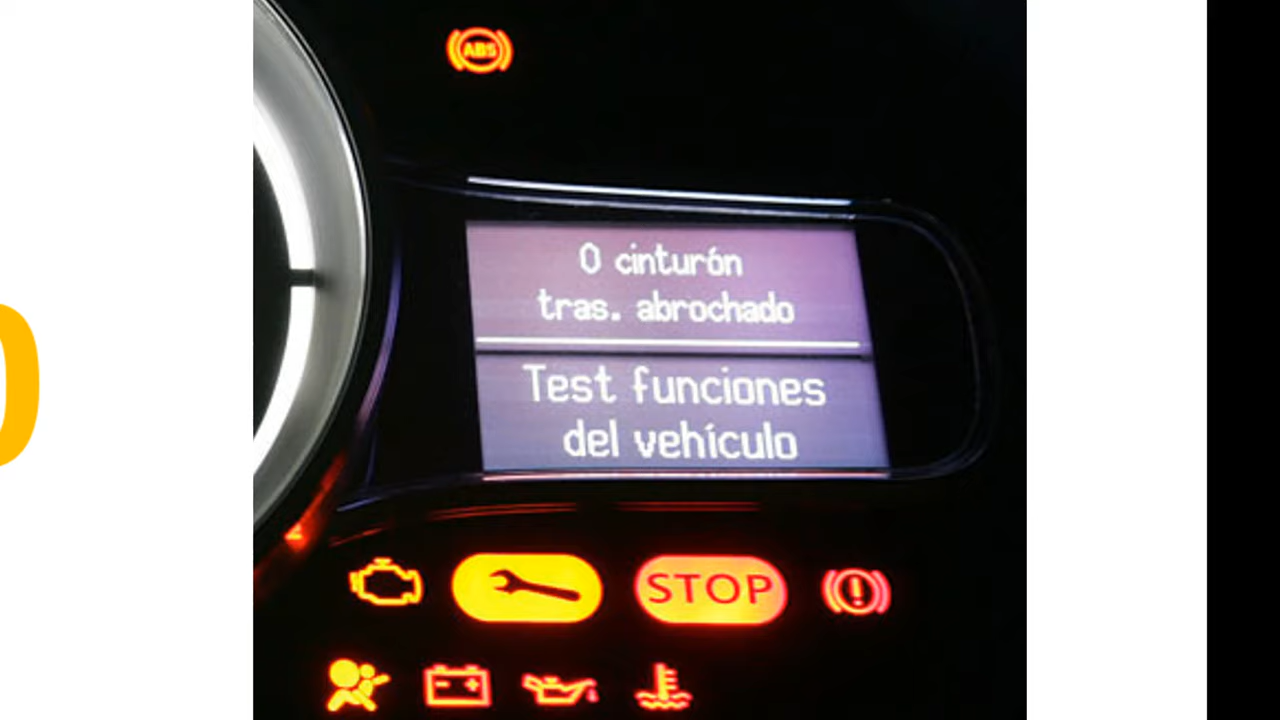 ABS
0 cinturón
tras. abrochado
Test funciones
del vehículo
STOP